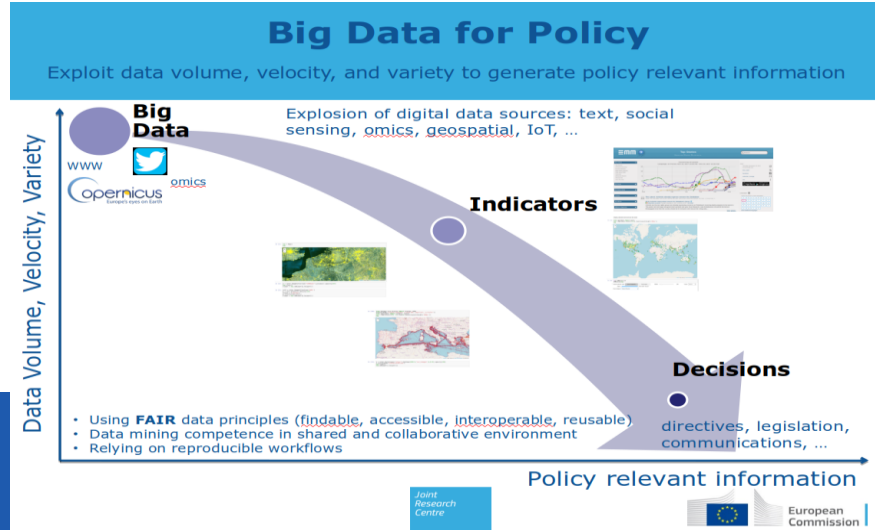 Big Data for Policy
Exploit data volume, velocity, and variety to generate policy relevant information
Big
Data
Explosion of digital data sources: text, social
sensing, omics, geospatial, IoT, ...
www
omics
opernicus
Europe's eyes on Earth
Indicators
Data Volume, Velocity, Variety
Decisions
directives, legislation,
communications, ...
• Using FAIR data principles (findable, accessible, interoperable, reusable)
• Data mining competence in shared and collaborative environment
• Relying on reproducible workflows
Policy relevant information
Joint
Research
Centre
European
Commission